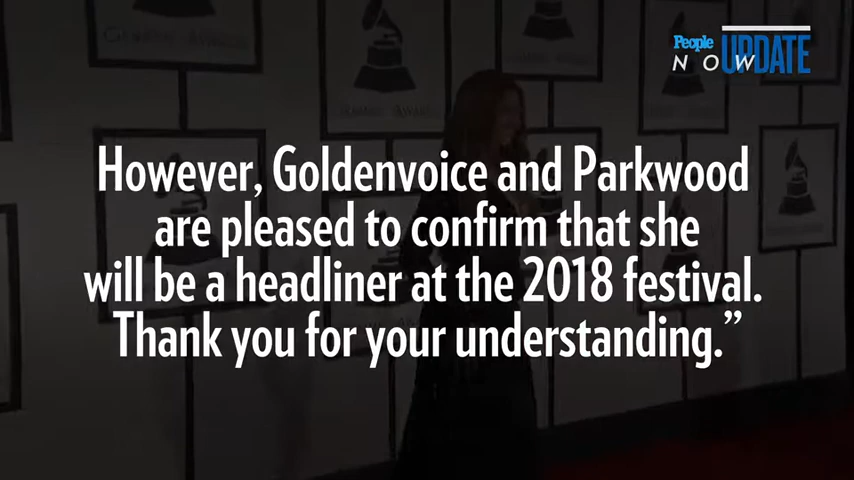 People
NOW UPDATE
However, Goldenvoice and Parkwood
are pleased to confirm that she
will be a headliner at the 2018 festival.
Thank you for your understanding.”